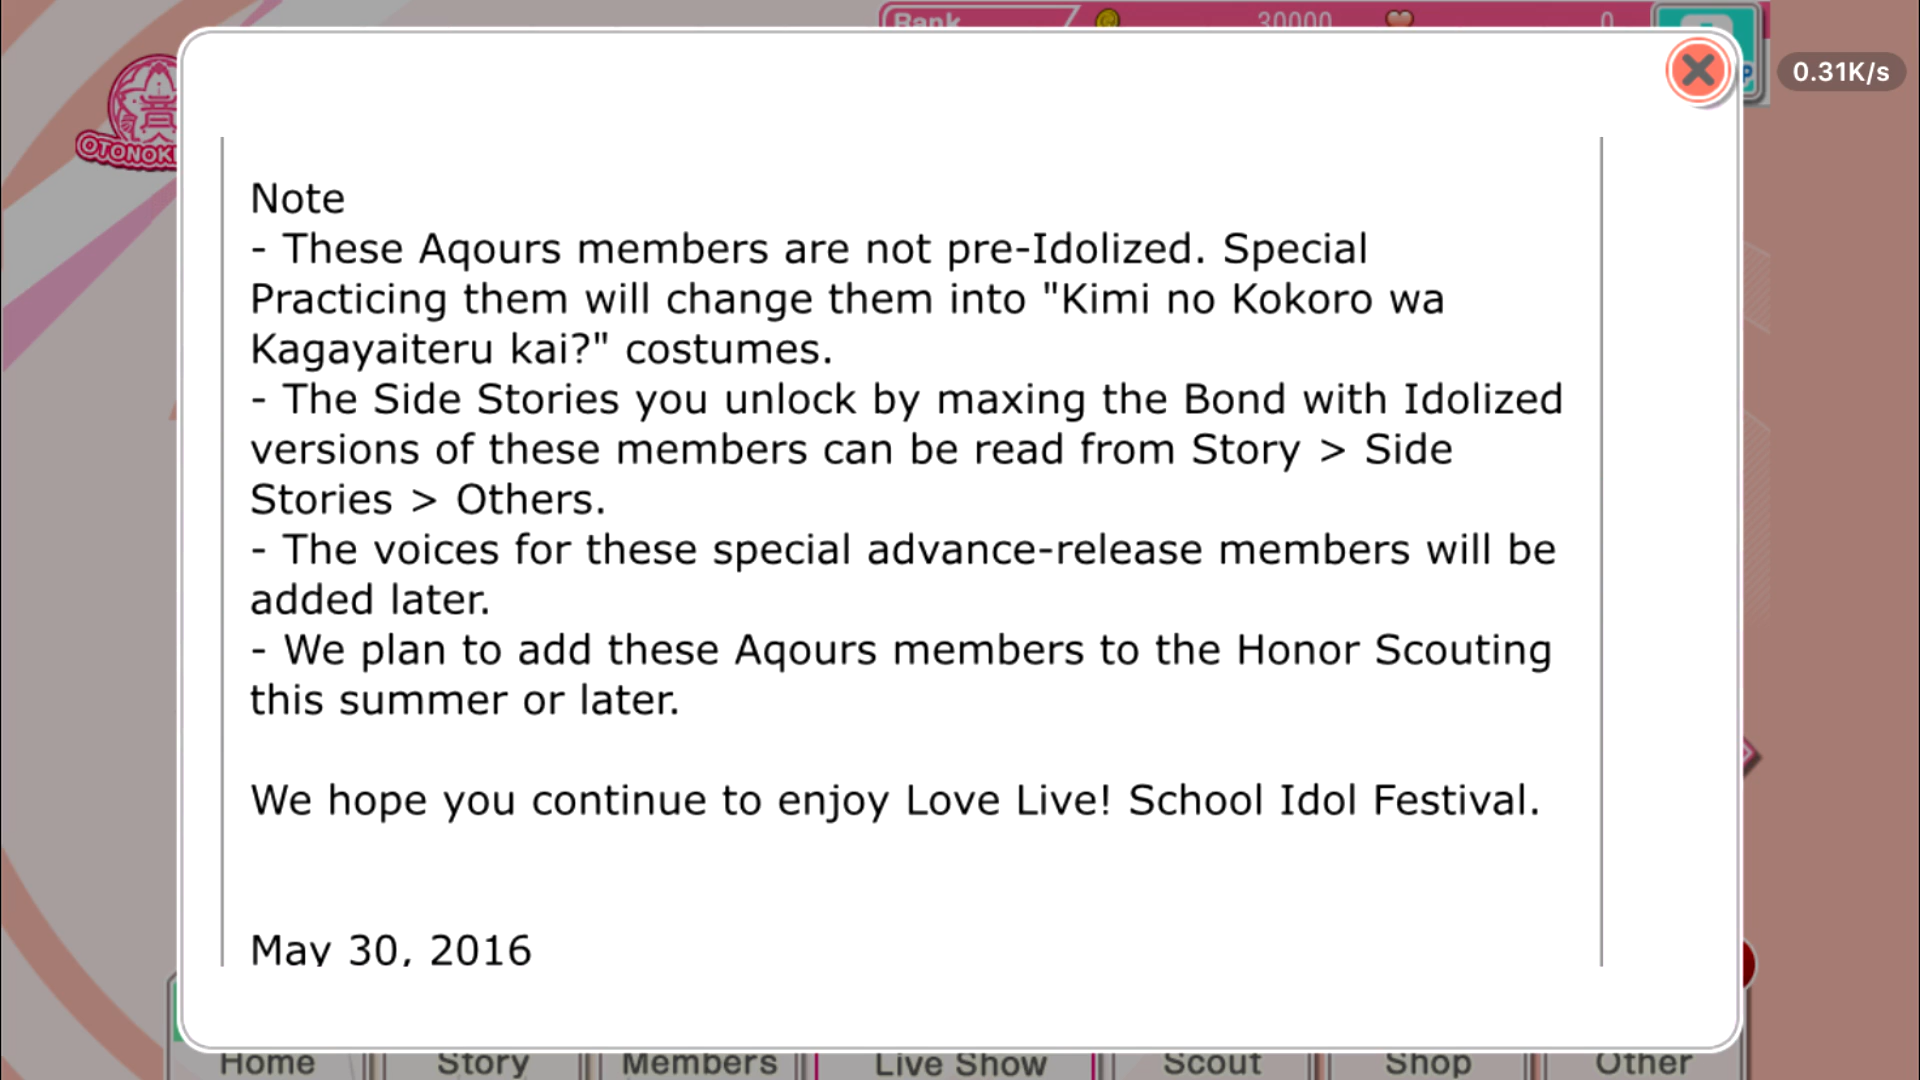 Rank 30000 0
0.31K/s
Note
- These Aqours members are not pre-Idolized. Special
Practicing them will change them into "Kimi no Kokoro wa
Kagayaiteru kai?" costumes.
- The Side Stories you unlock by maxing the Bond with Idolized
versions of these members can be read from Story > Side
Stories > Others.
- The voices for these special advance-release members will be
added later.
- We plan to add these Aqours members to the Honor Scouting
this summer or later.
We hope you continue to enjoy Love Live! School Idol Festival.
May 30, 2016
Home Story Members Live Show Scout Shop Other